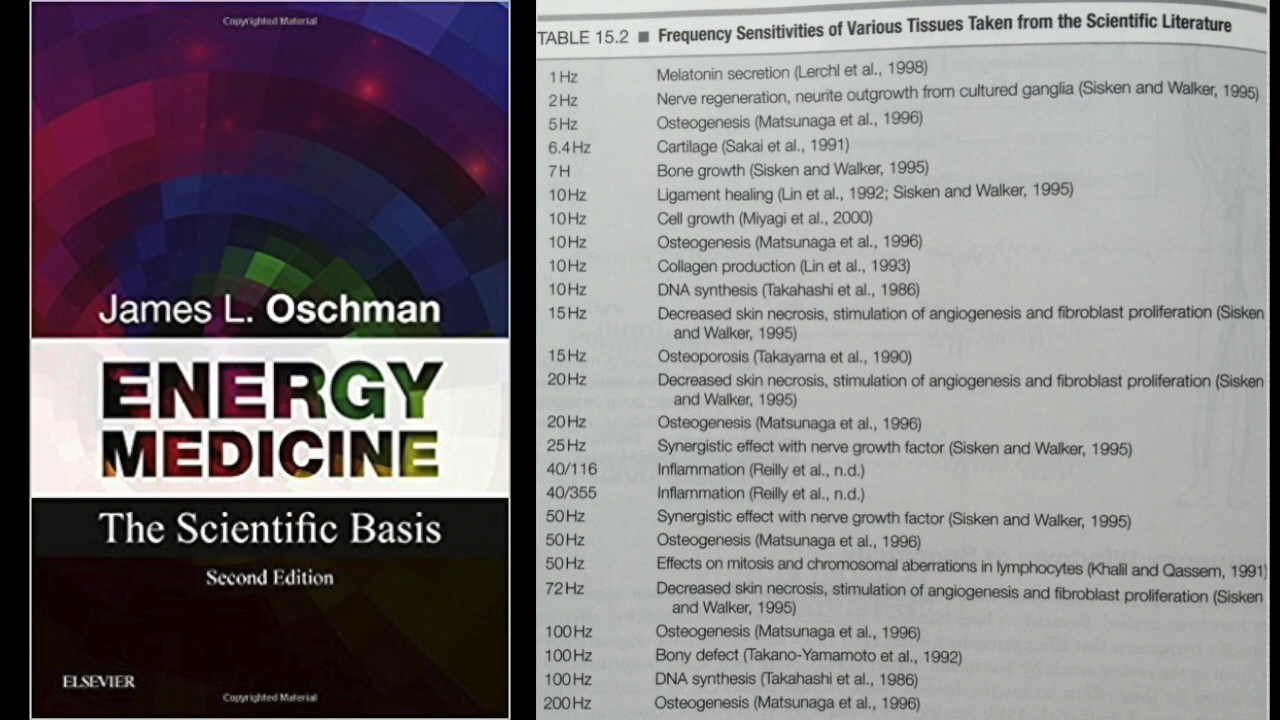 Copyrighted Material
James L. Oschman
ENERGY
MEDICINE
The Scientific Basis
Second Edition
ELSEVIER
Copyrighted Material
TABLE 15.2 ■ Frequency Sensitivities of Various Tissues Taken from the Scientific Literature
1 Hz Melatonin secretion (Lerchl et al., 1998)
2 Hz Nerve regeneration, neurite outgrowth from cultured ganglia (Sisken and Walker, 1995)
5 Hz Osteogenesis (Matsunaga et al., 1996)
6.4 Hz Cartilage (Sakai et al., 1991)
7 H Bone growth (Sisken and Walker, 1995)
10 Hz Ligament healing (Lin et al., 1992; Sisken and Walker, 1995)
10 Hz Cell growth (Miyagi et al., 2000)
10 Hz Osteogenesis (Matsunaga et al., 1996)
10 Hz Collagen production (Lin et al., 1993)
10 Hz DNA synthesis (Takahashi et al., 1986)
15 Hz Decreased skin necrosis, stimulation of angiogenesis and fibroblast proliferation (Sisken
and Walker, 1995)
15 Hz Osteoporosis (Takayama et al., 1990)
20 Hz Decreased skin necrosis, stimulation of angiogenesis and fibroblast proliferation (Sisken
and Walker, 1995)
20 Hz Osteogenesis (Matsunaga et al., 1996)
25 Hz Synergistic effect with nerve growth factor (Sisken and Walker, 1995)
40/116 Inflammation (Reilly et al., n.d.)
40/355 Inflammation (Reilly et al., n.d.)
50 Hz Synergistic effect with nerve growth factor (Sisken and Walker, 1995)
50 Hz Osteogenesis (Matsunaga et al., 1996)
50 Hz Effects on mitosis and chromosomal aberrations in lymphocytes (Khalil and Qassem, 1991)
72 Hz Decreased skin necrosis, stimulation of angiogenesis and fibroblast proliferation (Sisken
and Walker, 1995)
100 Hz Osteogenesis (Matsunaga et al., 1996)
100 Hz Bony defect (Takano-Yamamoto et al., 1992)
100 Hz DNA synthesis (Takahashi et al., 1986)
200 Hz Osteogenesis (Matsunaga et al., 1996)